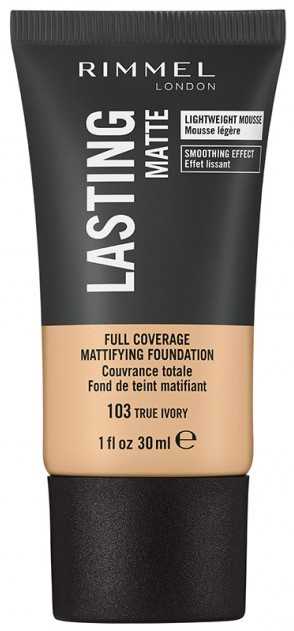 RIMMEL
LONDON
LASTING
MATTE
LIGHTWEIGHT MOUSSE
Mousse légère
SMOOTHING EFFECT
Effet lissant
FULL COVERAGE
MATTIFYING FOUNDATION
Couvrance totale
Fond de teint matifiant
103 TRUE IVORY
1 fl oz 30 ml ℮